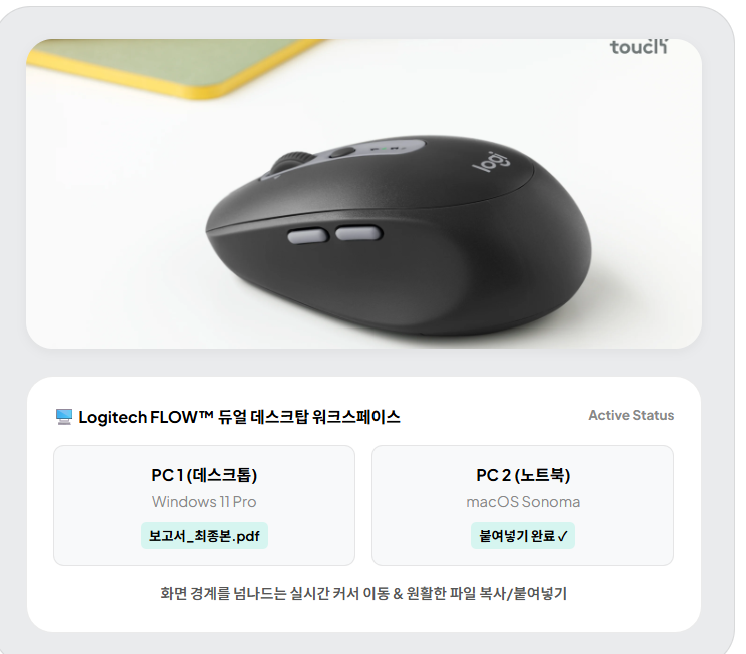 touch
logi
Logitech FLOW™ 듀얼 데스크탑 워크스페이스
Active Status
PC 1 (데스크톱)
Windows 11 Pro
보고서_최종본.pdf
PC 2 (노트북)
macOS Sonoma
붙여넣기 완료 ✓
화면 경계를 넘나드는 실시간 커서 이동 & 원활한 파일 복사/붙여넣기